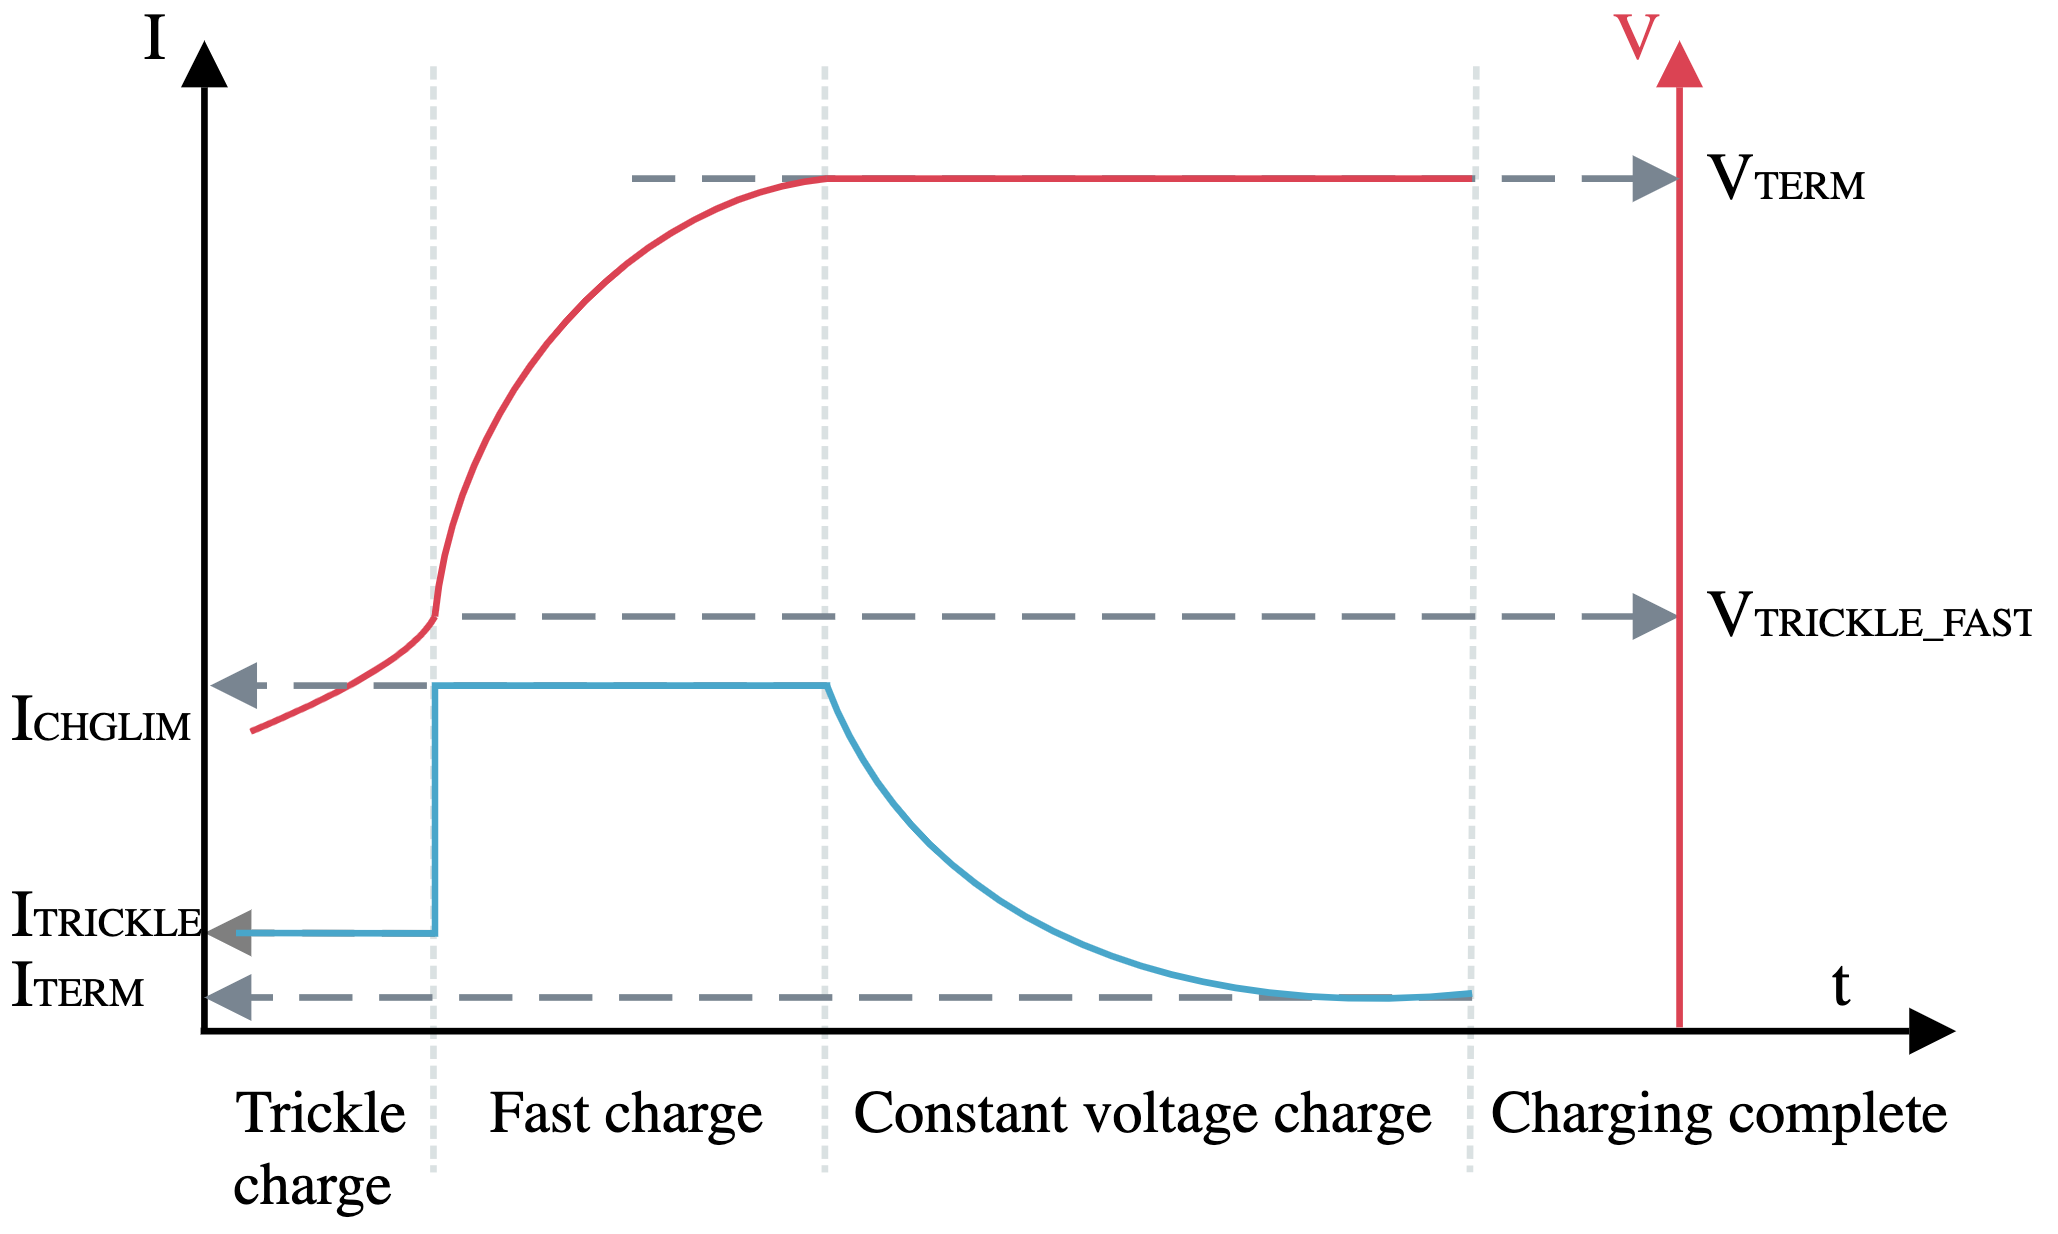 I
V
VTERM
VTRICKLE_FAST
ICHGLIM
ITRICKLE
ITERM
t
Trickle
charge
Fast charge
Constant voltage charge
Charging complete